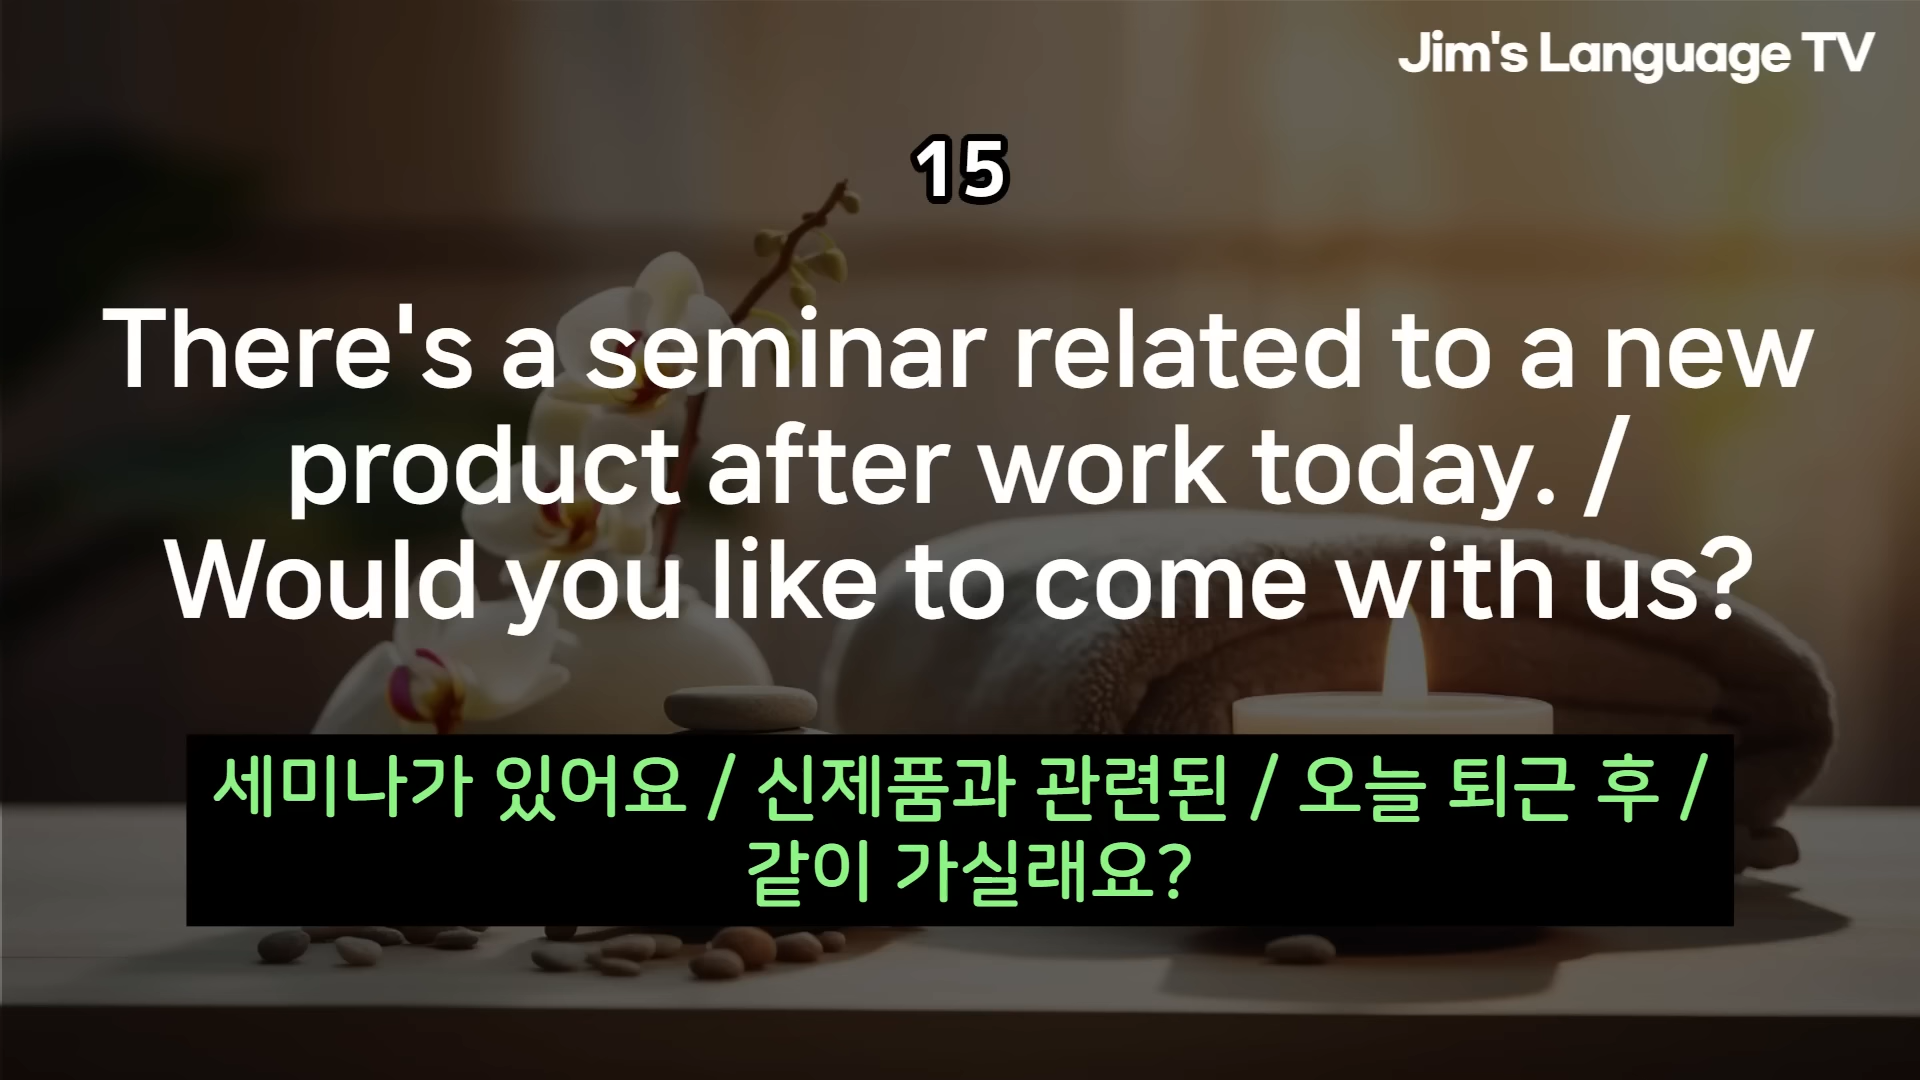 Jim's Language TV
15
There's a seminar related to a new
product after work today. /
Would you like to come with us?
세미나가 있어요 / 신제품과 관련된 / 오늘 퇴근 후 /
같이 가실래요?